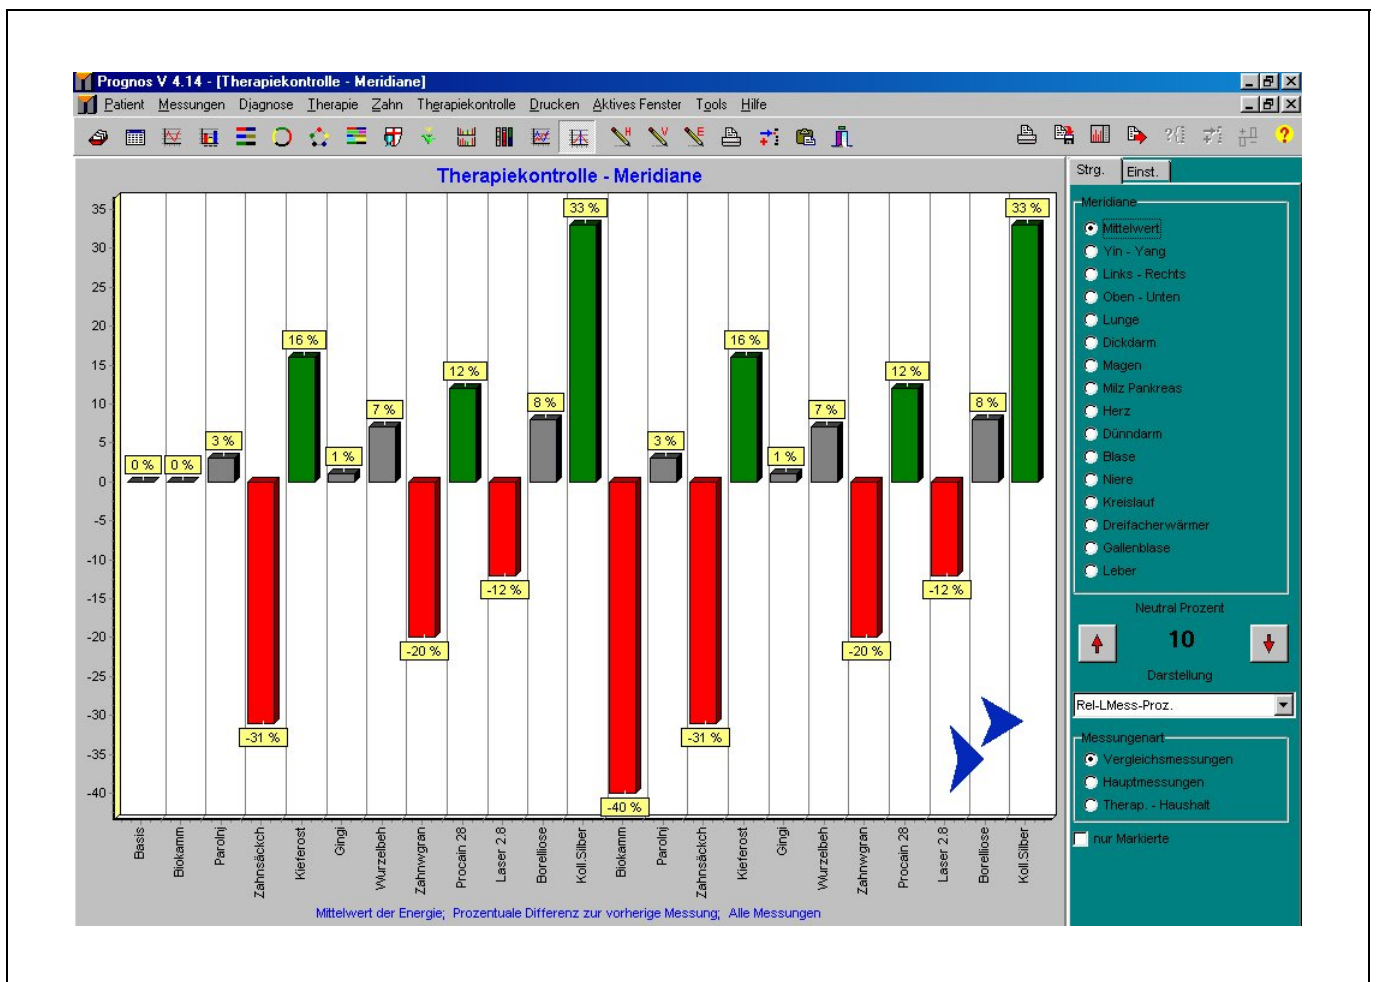 Prognos V 4.14 - [Therapiekontrolle - Meridiane]
Patient Messungen Diagnose Therapie Zahn Therapiekontrolle Drucken Aktives Fenster Tools Hilfe
H V E ?{ ?
Therapiekontrolle - Meridiane
35
30
25
20
15
10
5
0
-5
-10
-15
-20
-25
-30
-35
-40
0 % 0 % 3 % -31 % 16 % 1 % 7 % -20 % 12 % -12 % 8 % 33 % -40 % 3 % -31 % 16 % 1 % 7 % -20 % 12 % -12 % 8 % 33 %
Basis
Biokamm
ParoInj
Zahnsäckch
Kieferost
Gingi
Wurzelbeh
Zahnwgran
Procain 28
Laser 2.8
Borelliose
Koll.Silber
Biokamm
ParoInj
Zahnsäckch
Kieferost
Gingi
Wurzelbeh
Zahnwgran
Procain 28
Laser 2.8
Borelliose
Koll.Silber
Mittelwert der Energie; Prozentuale Differenz zur vorherige Messung; Alle Messungen
Strg. Einst.
Meridiane
Mittelwert
Yin - Yang
Links - Rechts
Oben - Unten
Lunge
Dickdarm
Magen
Milz Pankreas
Herz
Dünndarm
Blase
Niere
Kreislauf
Dreifacherwärmer
Gallenblase
Leber
Neutral Prozent
10
Darstellung
Rel-LMess-Proz.
Messungenart
Vergleichsmessungen
Hauptmessungen
Therap. - Haushalt
nur Markierte